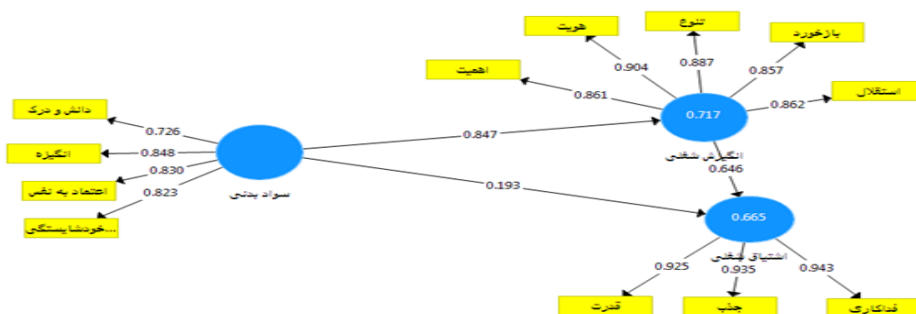 تنوع
هویت
بازخورد
0.887
0.904
0.857
اهمیت
0.861
0.862
استقلال
دانش و درک
0.726
0.717
0.847
انگیزه
0.848
انگیزش شغلی
0.830
0.646
اعتماد به نفس
0.823
سواد بدنی
0.193
خودشایستگی...
0.665
اشتیاق شغلی
0.925
0.935
0.943
قدرت
جذب
فداکاری